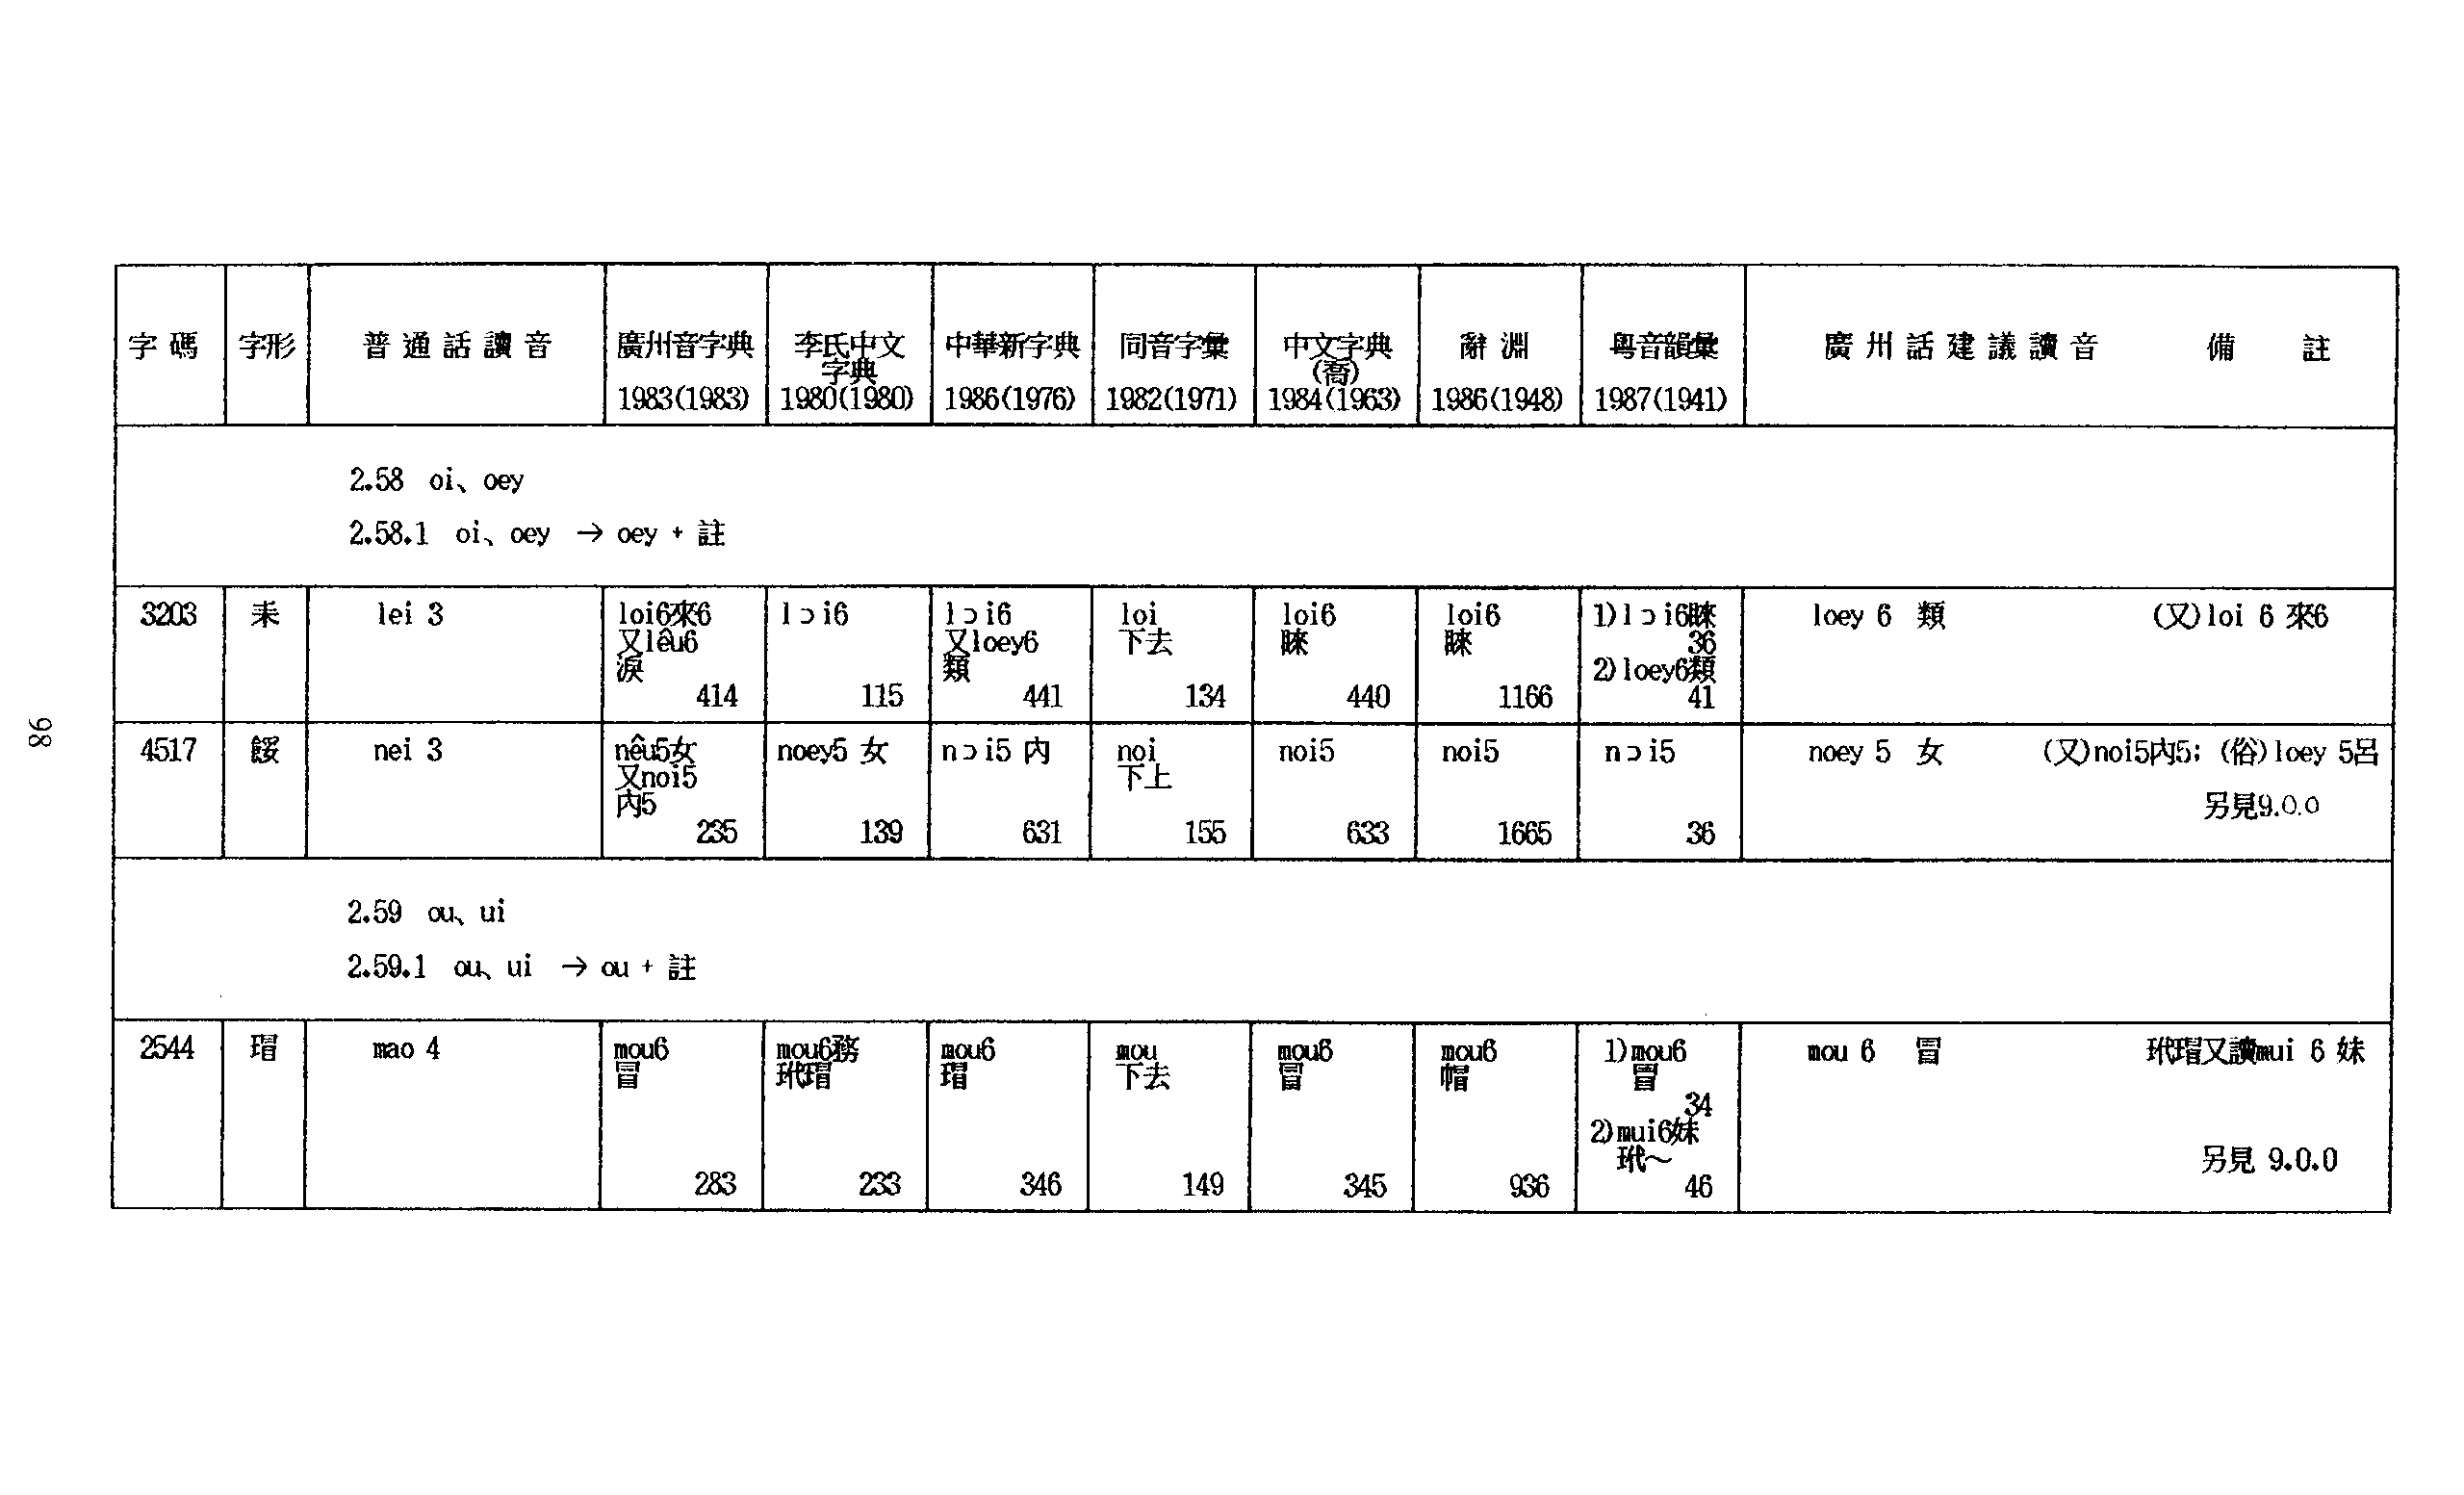 字碼 字形 普通話讀音 廣州音字典 1983(1983) 李氏中文字典 1980(1980) 中華新字典 1986(1976) 同音字彙 1982(1971) 中文字典(喬) 1984(1963) 辭淵 1986(1948) 粵音韻彙 1987(1941) 廣州話建議讀音 備註
2.58 oi、oey
2.58.1 oi、oey → oey + 註
3203 耒 lei 3 loi6來6 又lêu6 淚 414 lɔi6 115 lɔi6 又loey6 類 441 loi 下去 134 loi6 睞 440 loi6 睞 1166 1)lɔi6睞 36 2)loey6類 41 loey 6 類 (又)loi 6 來6
4517 餒 nei 3 nêu5女 又noi5 內5 235 noey5 女 139 nɔi5 內 631 noi 下上 155 noi5 633 noi5 1665 nɔi5 36 noey 5 女 (又)noi5內5; (俗)loey 5呂 另見9.0.0
2.59 ou、ui
2.59.1 ou、ui → ou + 註
2544 瑁 mao 4 mou6 冒 283 mou6務 玳瑁 233 mou6 瑁 346 mou 下去 149 mou6 冒 345 mou6 帽 936 1)mou6 冒 34 2)mui6妹 玳～ 46 mou 6 冒 玳瑁又讀mui 6 妹 另見 9.0.0
98